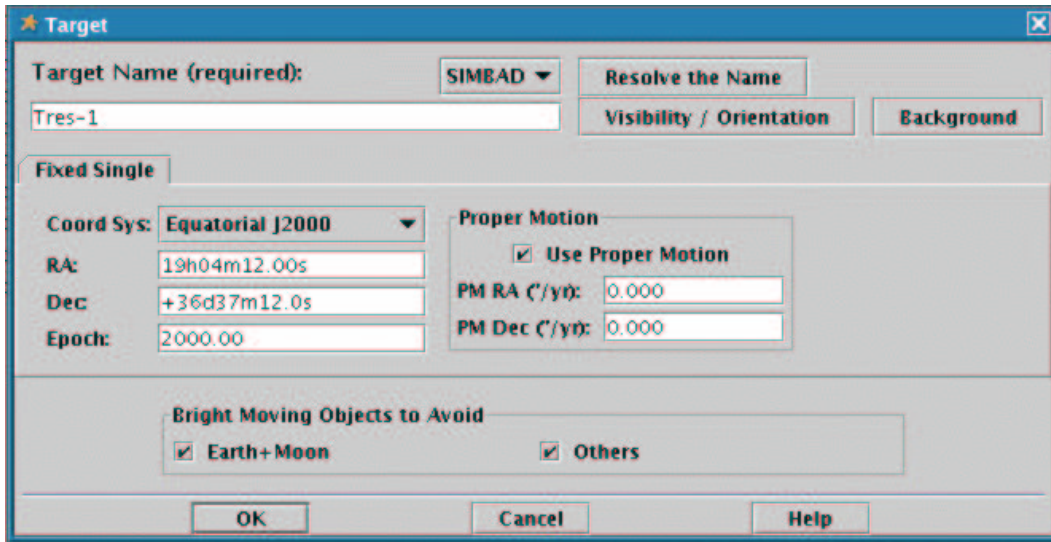 Target
Target Name (required):
SIMBAD
Resolve the Name
Tres-1
Visibility / Orientation
Background
Fixed Single
Coord Sys: Equatorial J2000
RA: 19h04m12.00s
Dec: +36d37m12.0s
Epoch: 2000.00
Proper Motion
Use Proper Motion
PM RA ("/yr): 0.000
PM Dec ("/yr): 0.000
Bright Moving Objects to Avoid
Earth+Moon
Others
OK
Cancel
Help